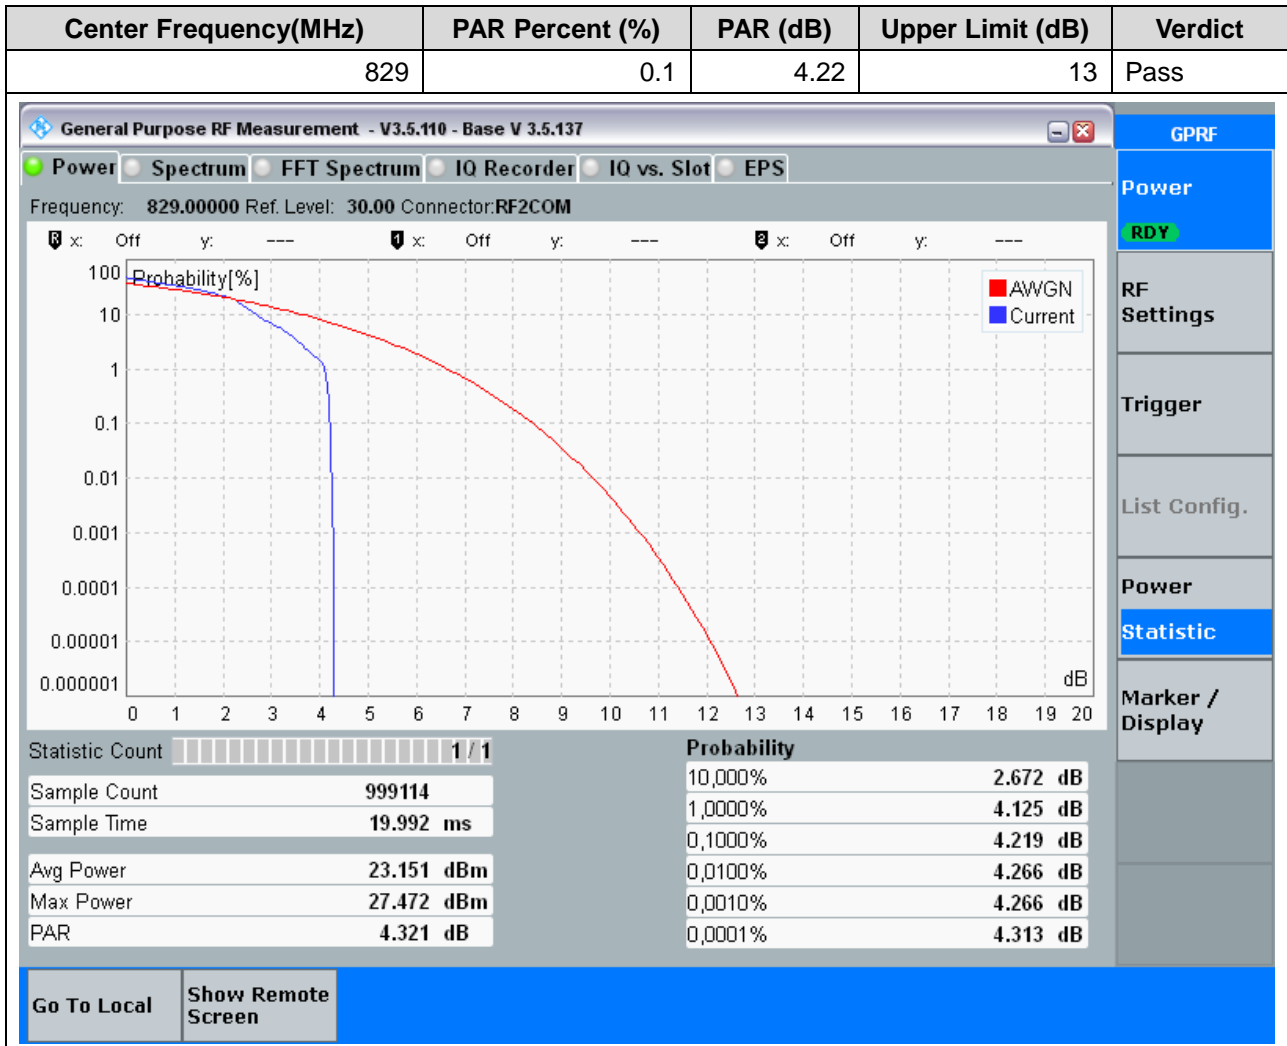 Center Frequency(MHz) PAR Percent (%) PAR (dB) Upper Limit (dB) Verdict
829 0.1 4.22 13 Pass
General Purpose RF Measurement - V3.5.110 - Base V 3.5.137
GPRF
Power Spectrum FFT Spectrum IQ Recorder IQ vs. Slot EPS
Power
RDY
Frequency: 829.00000 Ref. Level: 30.00 Connector:RF2COM
R x: Off y: --- 1 x: Off y: --- 2 x: Off y: ---
Probability[%]
AWGN
Current
100
10
1
0.1
0.01
0.001
0.0001
0.00001
0.000001
dB
0 1 2 3 4 5 6 7 8 9 10 11 12 13 14 15 16 17 18 19 20
RF
Settings
Trigger
List Config.
Power
Statistic
Marker /
Display
Statistic Count 1 / 1
Sample Count 999114
Sample Time 19.992 ms
Avg Power 23.151 dBm
Max Power 27.472 dBm
PAR 4.321 dB
Probability
10,000% 2.672 dB
1,0000% 4.125 dB
0,1000% 4.219 dB
0,0100% 4.266 dB
0,0010% 4.266 dB
0,0001% 4.313 dB
Go To Local
Show Remote
Screen